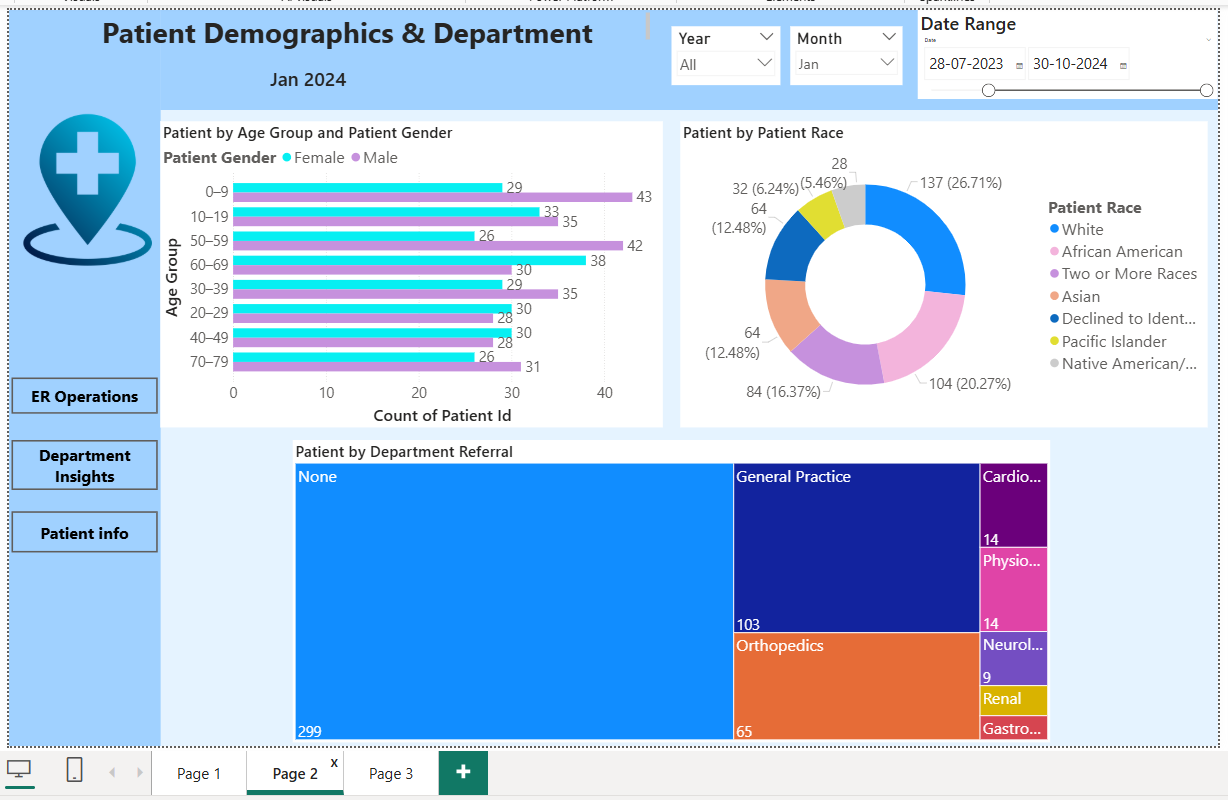 Patient Demographics & Department
Jan 2024
Year
All
Month
Jan
Date Range
Date
28-07-2023
30-10-2024
Patient by Age Group and Patient Gender
Patient Gender
Female
Male
Age Group
0–9
29
43
10–19
33
35
50–59
26
42
60–69
38
30
30–39
29
35
20–29
30
28
40–49
30
28
70–79
26
31
0
10
20
30
40
Count of Patient Id
Patient by Patient Race
28
(5.46%)
32 (6.24%)
64
(12.48%)
64
(12.48%)
84 (16.37%)
104 (20.27%)
137 (26.71%)
Patient Race
White
African American
Two or More Races
Asian
Declined to Ident...
Pacific Islander
Native American/...
ER Operations
Department
Insights
Patient info
Patient by Department Referral
None
299
General Practice
103
Orthopedics
65
Cardio...
14
Physio...
14
Neurol...
9
Renal
Gastro...
Page 1
Page 2
x
Page 3
+